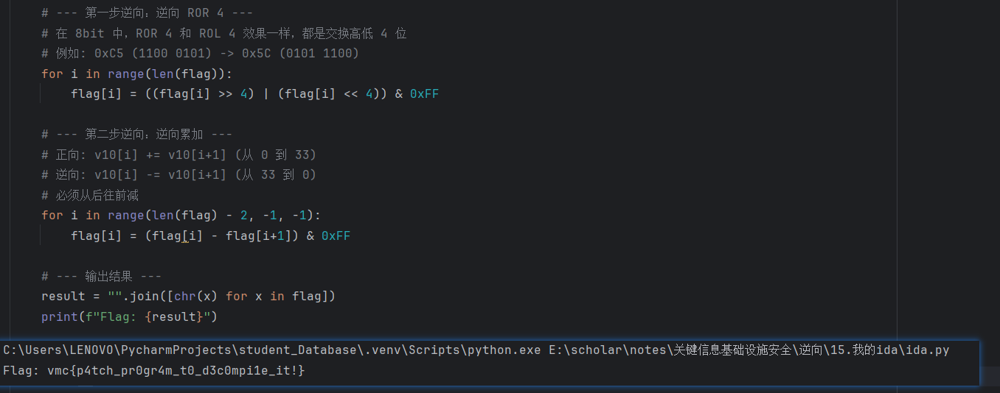 # --- 第一步逆向：逆向 ROR 4 ---
# 在 8bit 中，ROR 4 和 ROL 4 效果一样，都是交换高低 4 位
# 例如: 0xC5 (1100 0101) -> 0x5C (0101 1100)
for i in range(len(flag)):
    flag[i] = ((flag[i] >> 4) | (flag[i] << 4)) & 0xFF
# --- 第二步逆向：逆向累加 ---
# 正向: v10[i] += v10[i+1] (从 0 到 33)
# 逆向: v10[i] -= v10[i+1] (从 33 到 0)
# 必须从后往前减
for i in range(len(flag) - 2, -1, -1):
    flag[i] = (flag[i] - flag[i+1]) & 0xFF
# --- 输出结果 ---
result = "".join([chr(x) for x in flag])
print(f"Flag: {result}")
C:\Users\LENOVO\PycharmProjects\student_Database\.venv\Scripts\python.exe E:\scholar\notes\关键信息基础设施安全\逆向\15.我的ida\ida.py
Flag: vmc{p4tch_pr0gr4m_t0_d3c0mpi1e_it!}